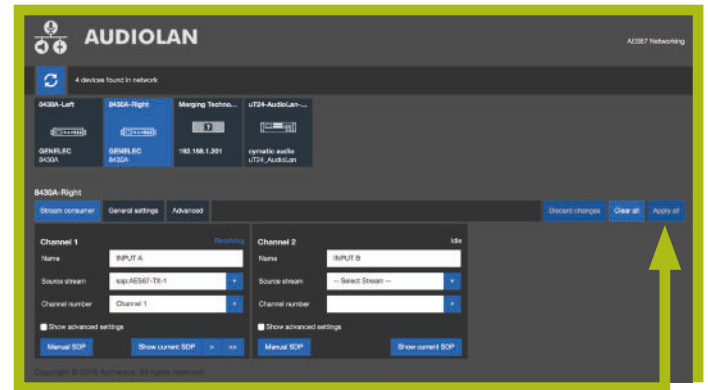 AUDIOLAN
AES67 Networking
4 devices found in network
8430A-Left
8430A-Right
Merging Techno...
uT24-AudioLan-...
?
GENELEC
8430A
GENELEC
8430A
192.168.1.201
cymatic audio
uT24_AudioLan
8430A-Right
Stream consumer
General settings
Advanced
Discard changes
Clear all
Apply all
Channel 1
Receiving
Name
INPUT A
Source stream
sap:AES67-TX-1
Channel number
Channel 1
Show advanced settings
Manual SDP
Show current SDP
>
>>
Channel 2
Idle
Name
INPUT B
Source stream
-- Select Stream --
Channel number
Show advanced settings
Manual SDP
Show current SDP
Copyright © 2016 Archwave. All rights reserved.